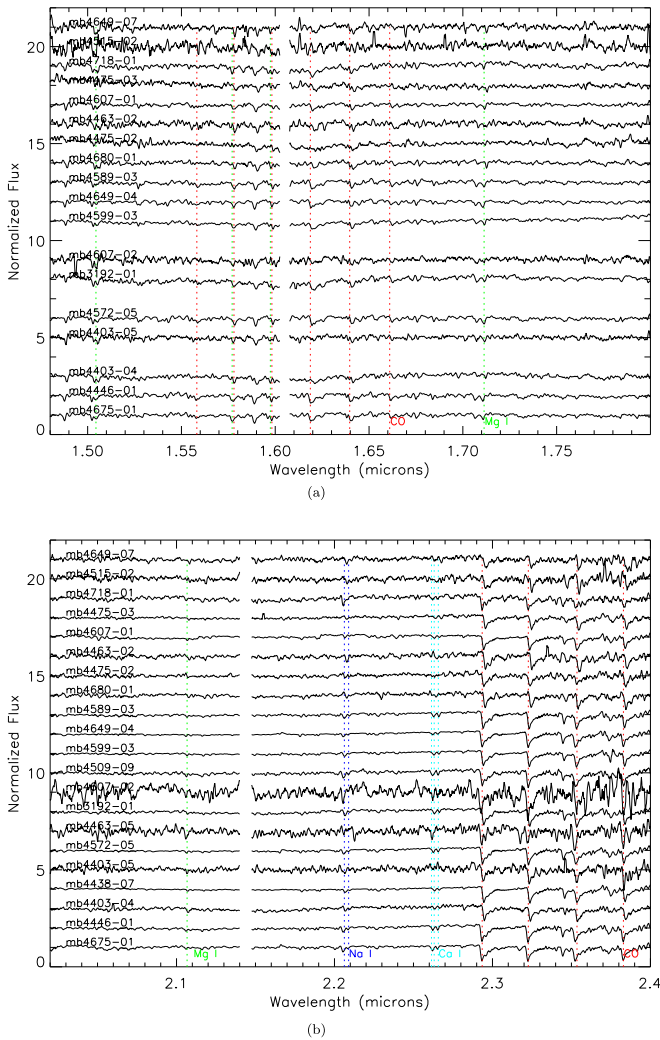 mb4649-07
20
mb4515-02
mb4718-01
mb4475-03
mb4607-01
mb4463-02
15
mb4475-02
mb4680-01
mb4589-03
mb4649-04
mb4599-03
10
mb4607-02
mb3192-01
mb4572-05
5
mb4403-05
mb4403-04
mb4446-01
mb4675-01
CO
Mg I
0
1.50 1.55 1.60 1.65 1.70 1.75
Normalized Flux
Wavelength (microns)
(a)
mb4649-07
20
mb4515-02
mb4718-01
mb4475-03
mb4607-01
mb4463-02
15
mb4475-02
mb4680-01
mb4589-03
mb4649-04
mb4599-03
10
mb4509-09
mb4607-02
mb3192-01
mb4463-05
mb4572-05
5
mb4403-05
mb4438-07
mb4403-04
mb4446-01
mb4675-01
Mg I
Na I
Ca I
CO
0
2.1 2.2 2.3 2.4
Normalized Flux
Wavelength (microns)
(b)